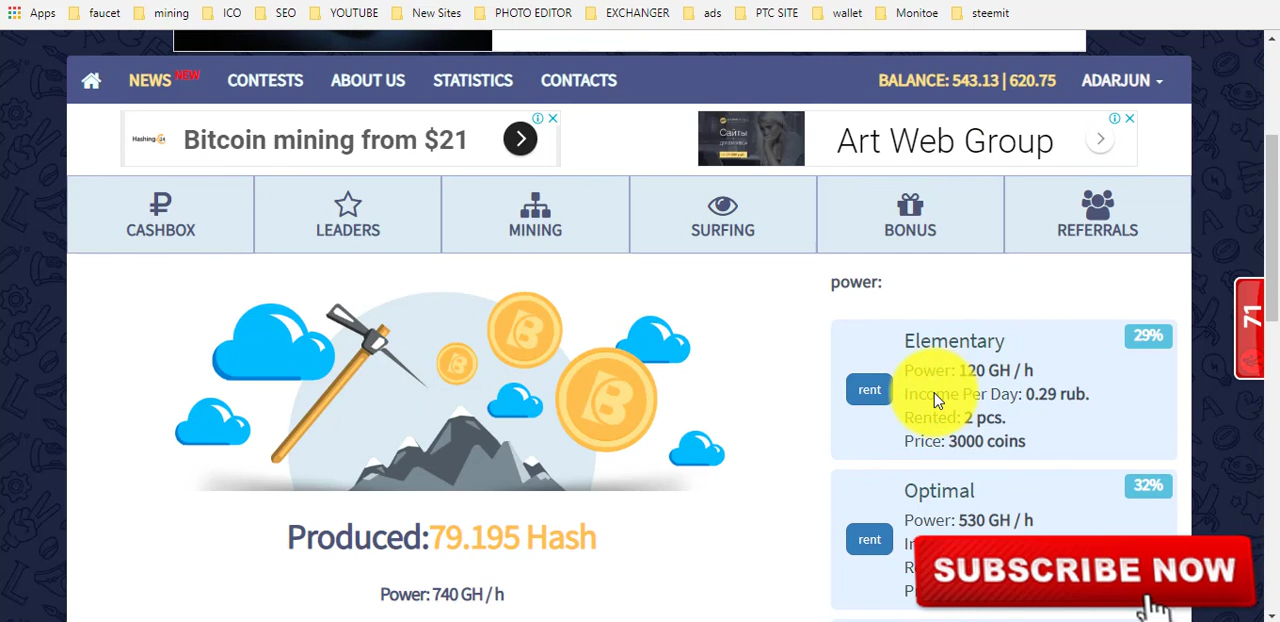 Apps faucet mining ICO SEO YOUTUBE New Sites PHOTO EDITOR EXCHANGER ads PTC SITE wallet Monitoe steemit
NEWS NEW CONTESTS ABOUT US STATISTICS CONTACTS BALANCE: 543.13 | 620.75 ADARJUN
Hashing24 Bitcoin mining from $21 Art Web Group
CASHBOX LEADERS MINING SURFING BONUS REFERRALS
power:
Elementary 29%
Power: 120 GH / h
rent
Income Per Day: 0.29 rub.
Rented: 2 pcs.
Price: 3000 coins
71
Optimal 32%
Power: 530 GH / h
rent
Produced:79.195 Hash
SUBSCRIBE NOW
Power: 740 GH / h